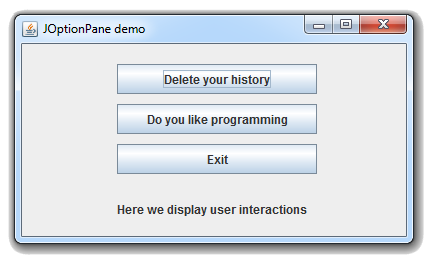 JOptionPane demo
Delete your history
Do you like programming
Exit
Here we display user interactions